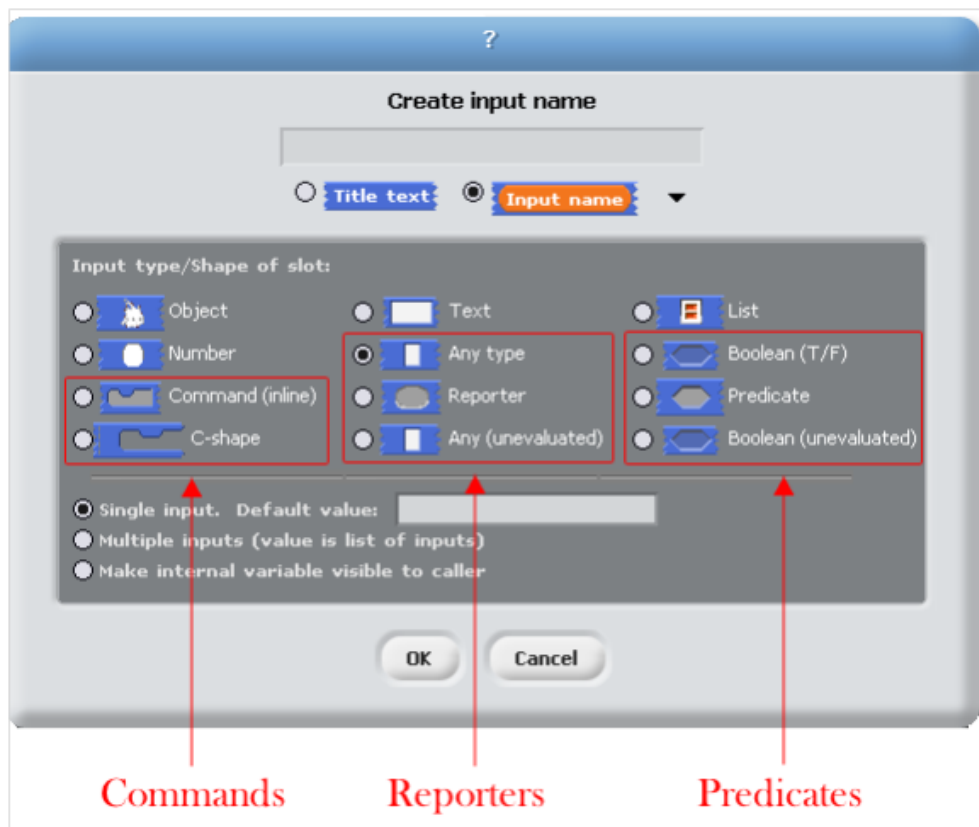 ?
Create input name
Title text Input name
Input type/Shape of slot:
Object Text List
Number Any type Boolean (T/F)
Command (inline) Reporter Predicate
C-shape Any (unevaluated) Boolean (unevaluated)
Single input. Default value:
Multiple inputs (value is list of inputs)
Make internal variable visible to caller
OK Cancel
Commands Reporters Predicates